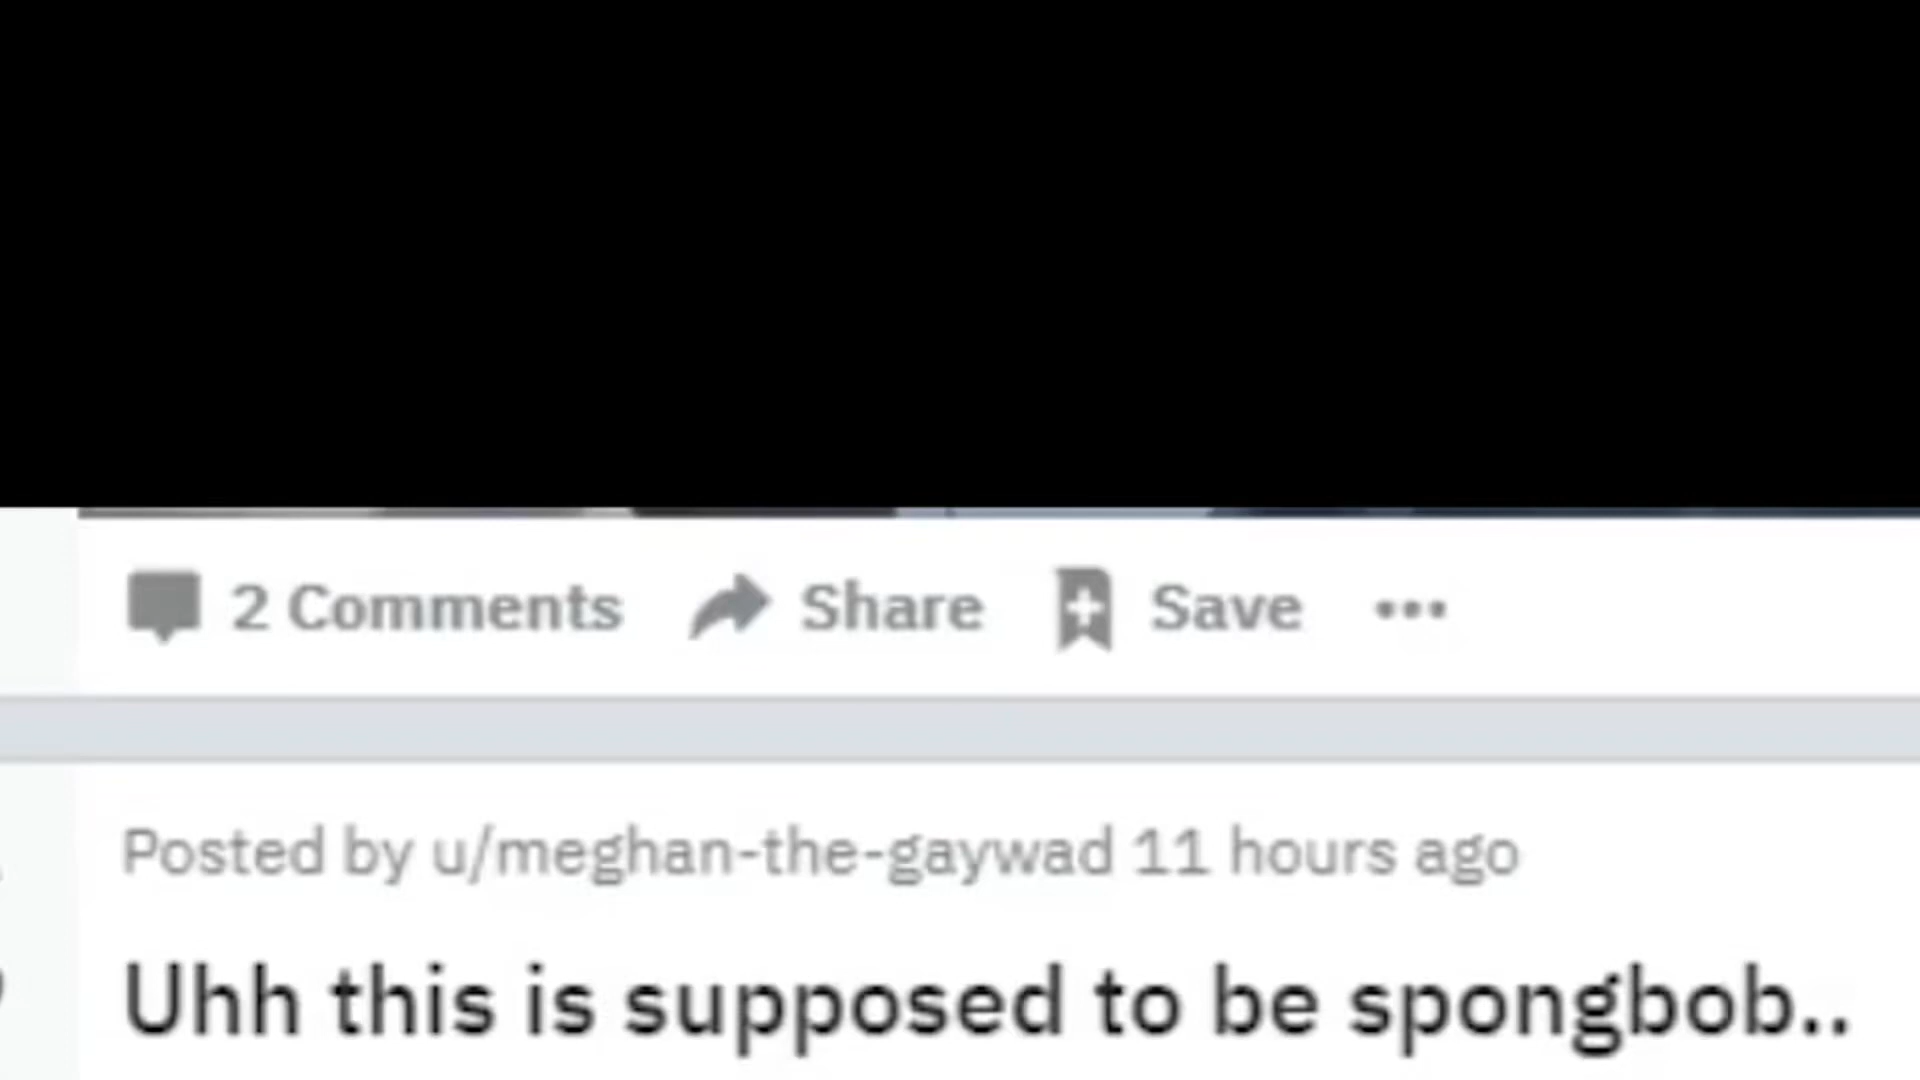 2 Comments Share Save •••
Posted by u/meghan-the-gaywad 11 hours ago
Uhh this is supposed to be spongbob..